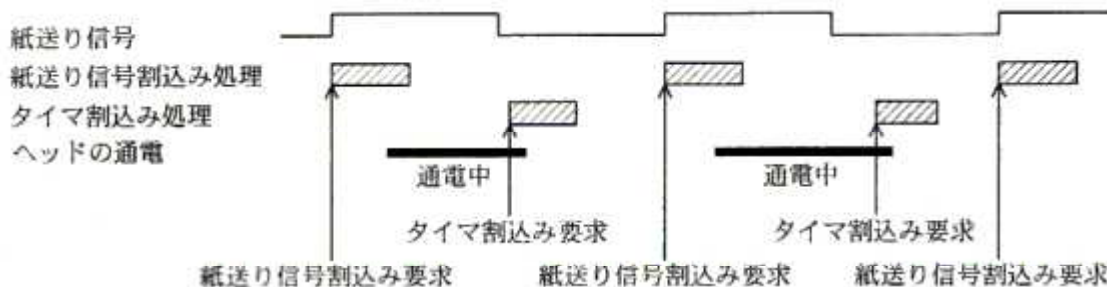 紙送り信号
紙送り信号割込み処理
タイマ割込み処理
ヘッドの通電
通電中 通電中
タイマ割込み要求 タイマ割込み要求
紙送り信号割込み要求 紙送り信号割込み要求 紙送り信号割込み要求